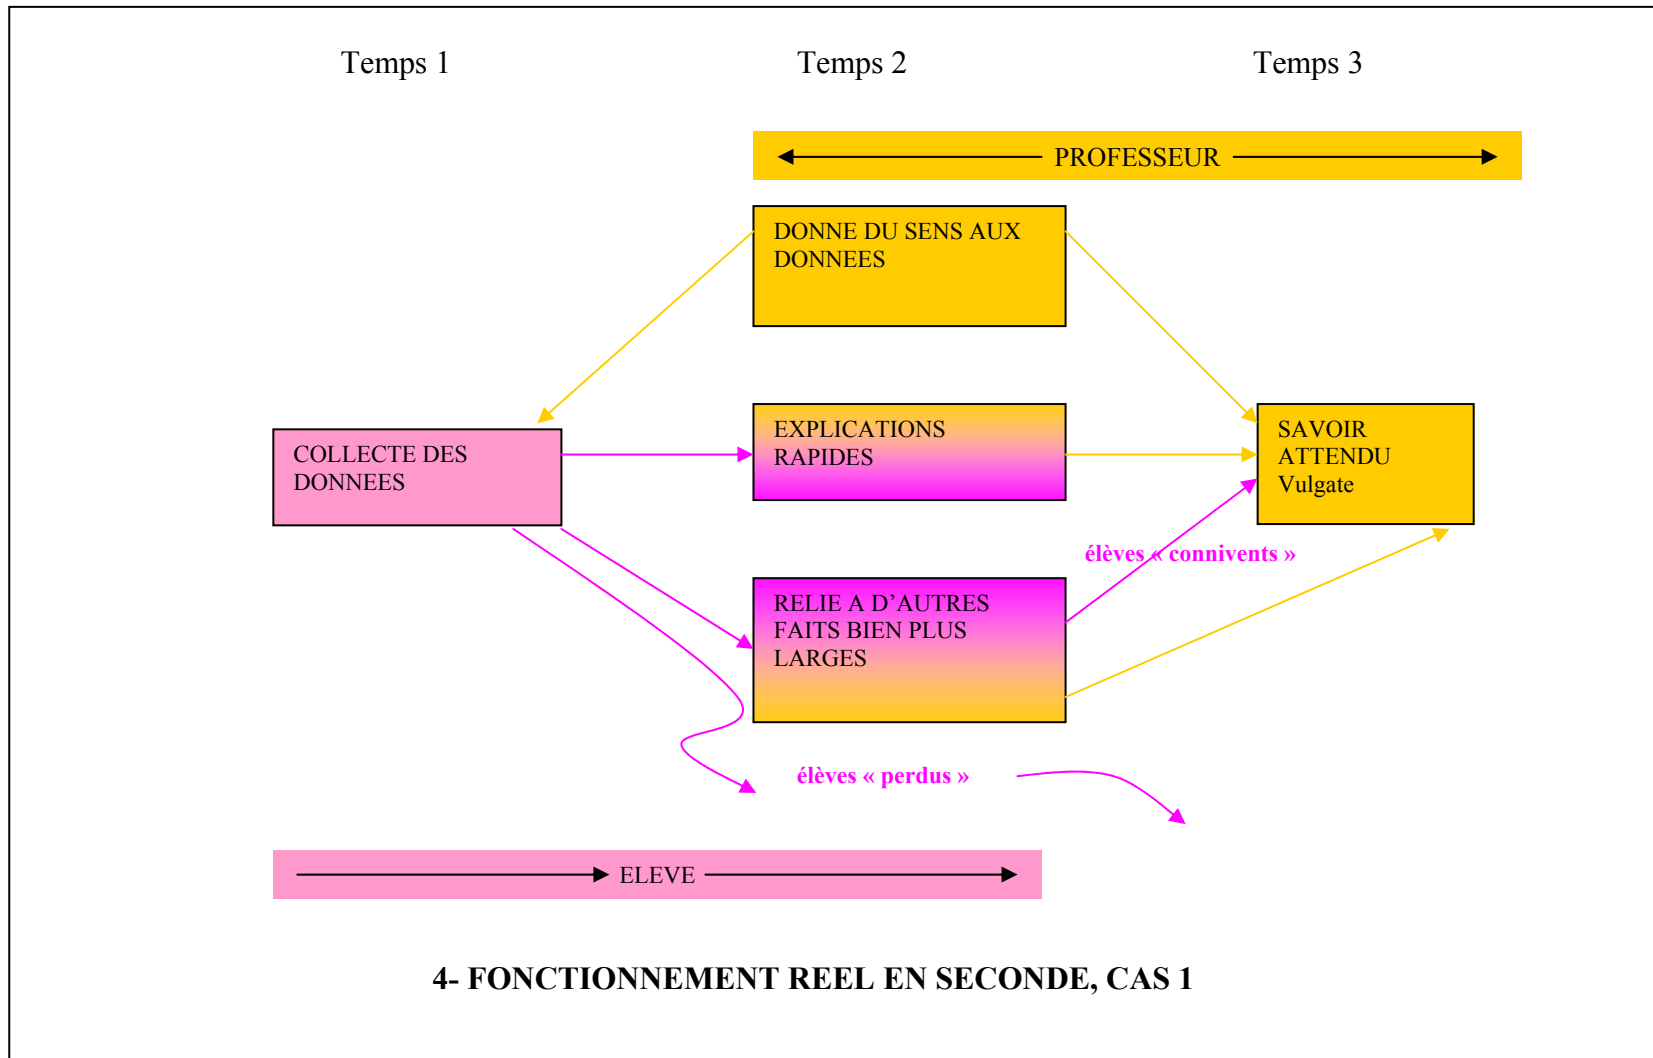 Temps 1
Temps 2
Temps 3
PROFESSEUR
DONNE DU SENS AUX
DONNEES
EXPLICATIONS
RAPIDES
SAVOIR
ATTENDU
Vulgate
COLLECTE DES
DONNEES
élèves « connivents »
RELIE A D’AUTRES
FAITS BIEN PLUS
LARGES
élèves « perdus »
ELEVE
4- FONCTIONNEMENT REEL EN SECONDE, CAS 1